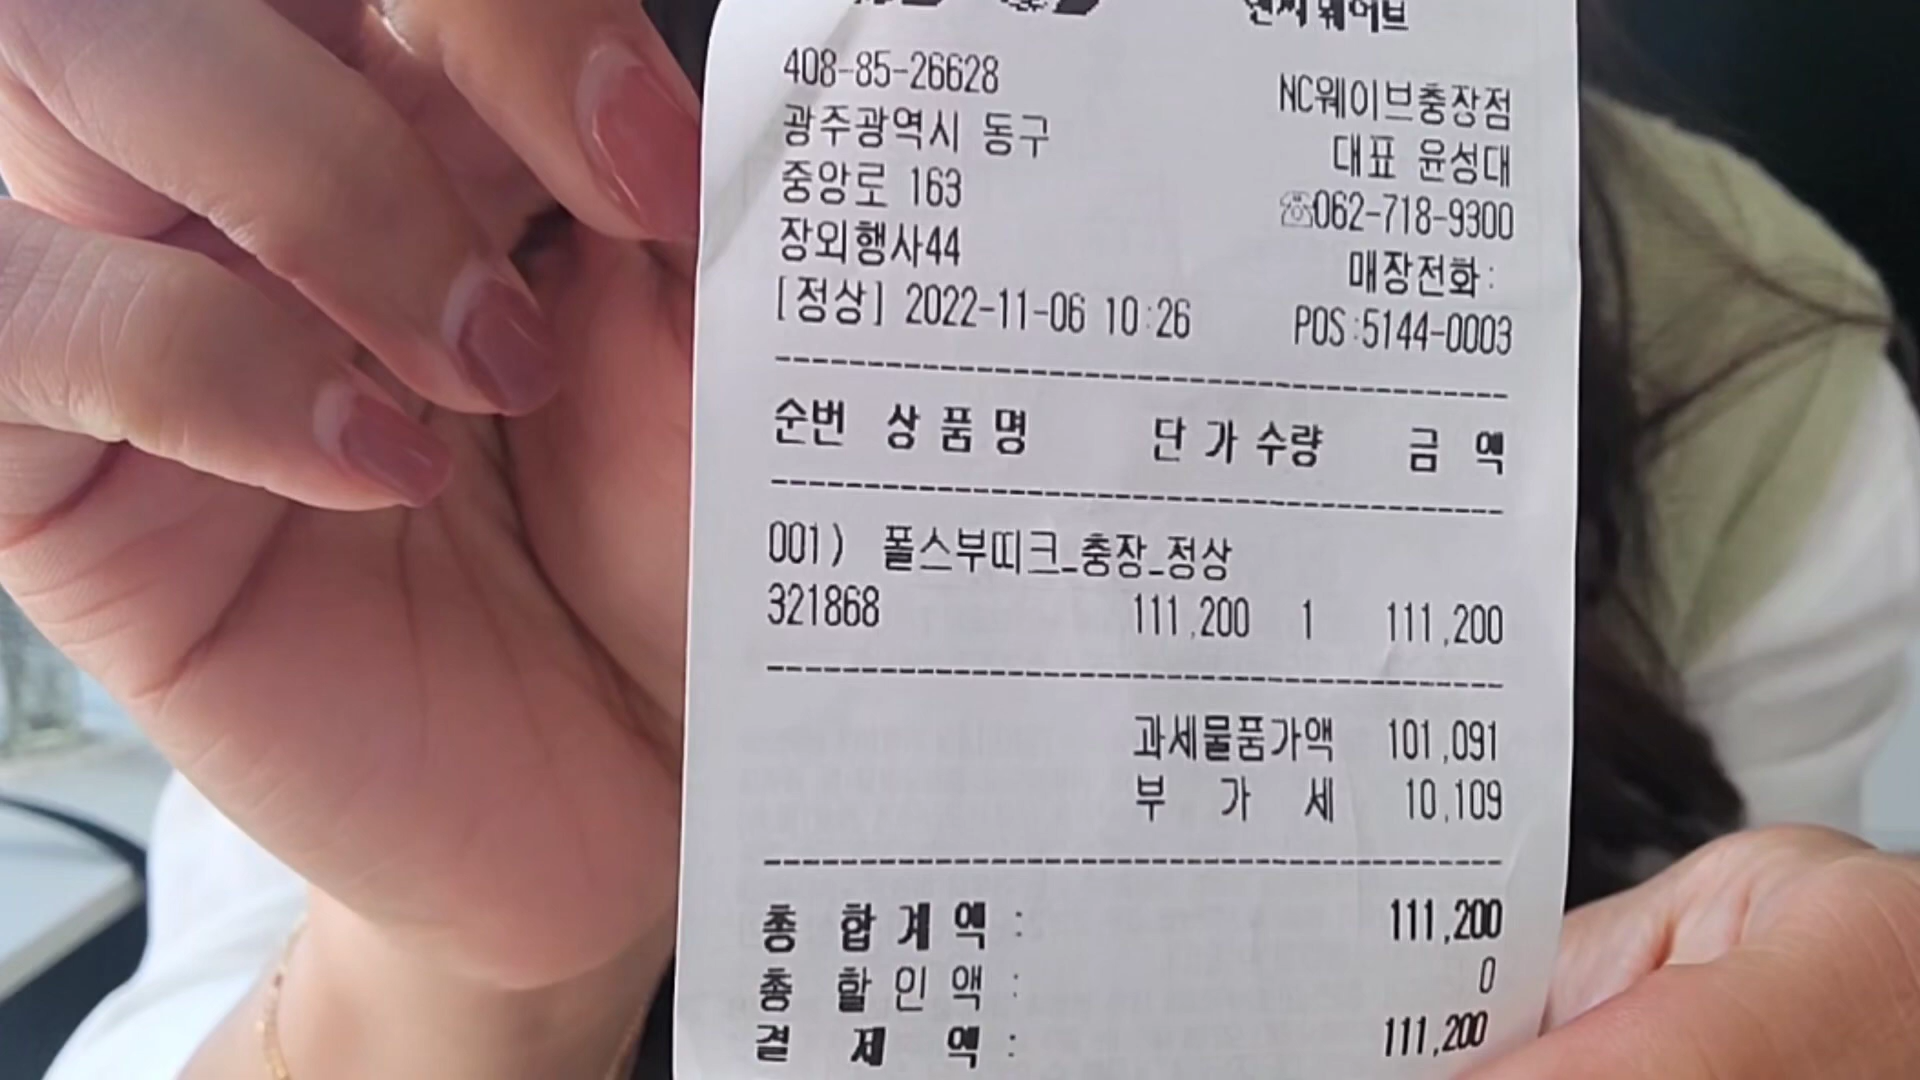 엔씨웨이브
408-85-26628 NC웨이브충장점
광주광역시 동구 대표 윤성대
중앙로 163 ☏062-718-9300
장외행사44 매장전화:
[정상] 2022-11-06 10:26 POS:5144-0003
순번 상품명 단가 수량 금액
001) 폴스부띠크_충장_정상
321868 111,200 1 111,200
과세물품가액 101,091
부가세 10,109
총합계액: 111,200
총할인액: 0
결제액: 111,200